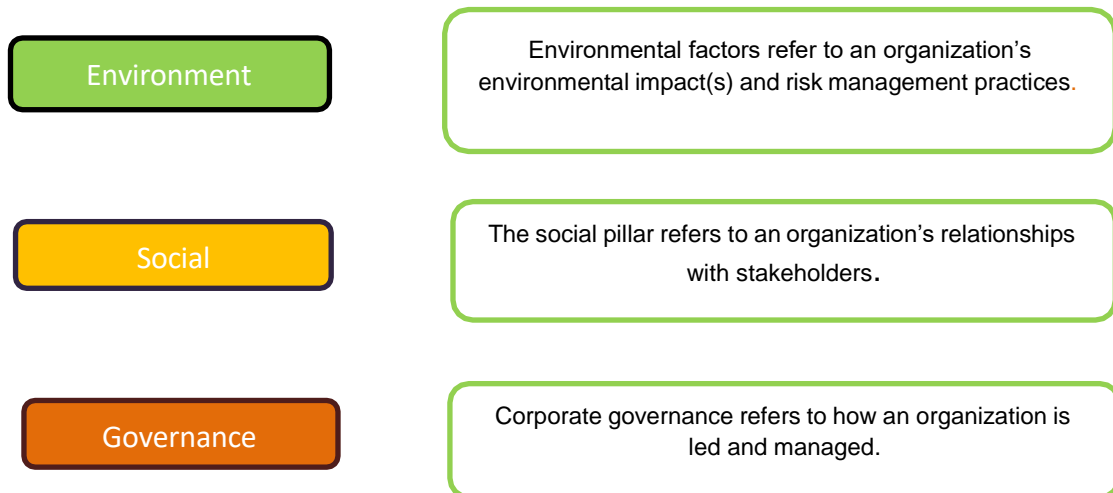 Environment
Environmental factors refer to an organization’s
environmental impact(s) and risk management practices.
Social
The social pillar refers to an organization’s relationships
with stakeholders.
Governance
Corporate governance refers to how an organization is
led and managed.